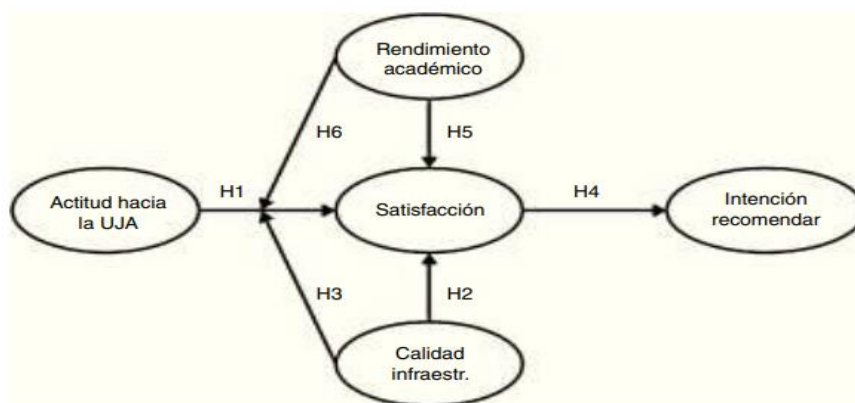 Rendimiento
académico
H6
H5
Actitud hacia
la UJA
H1
Satisfacción
H4
Intención
recomendar
H3
H2
Calidad
infraestr.